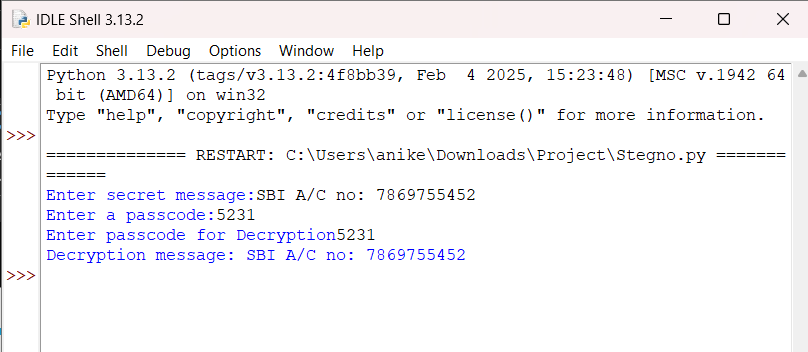 IDLE Shell 3.13.2
File Edit Shell Debug Options Window Help
Python 3.13.2 (tags/v3.13.2:4f8bb39, Feb  4 2025, 15:23:48) [MSC v.1942 64
 bit (AMD64)] on win32
Type "help", "copyright", "credits" or "license()" for more information.
>>>
============== RESTART: C:\Users\anike\Downloads\Project\Stegno.py =======
======
Enter secret message:SBI A/C no: 7869755452
Enter a passcode:5231
Enter passcode for Decryption5231
Decryption message: SBI A/C no: 7869755452
>>>